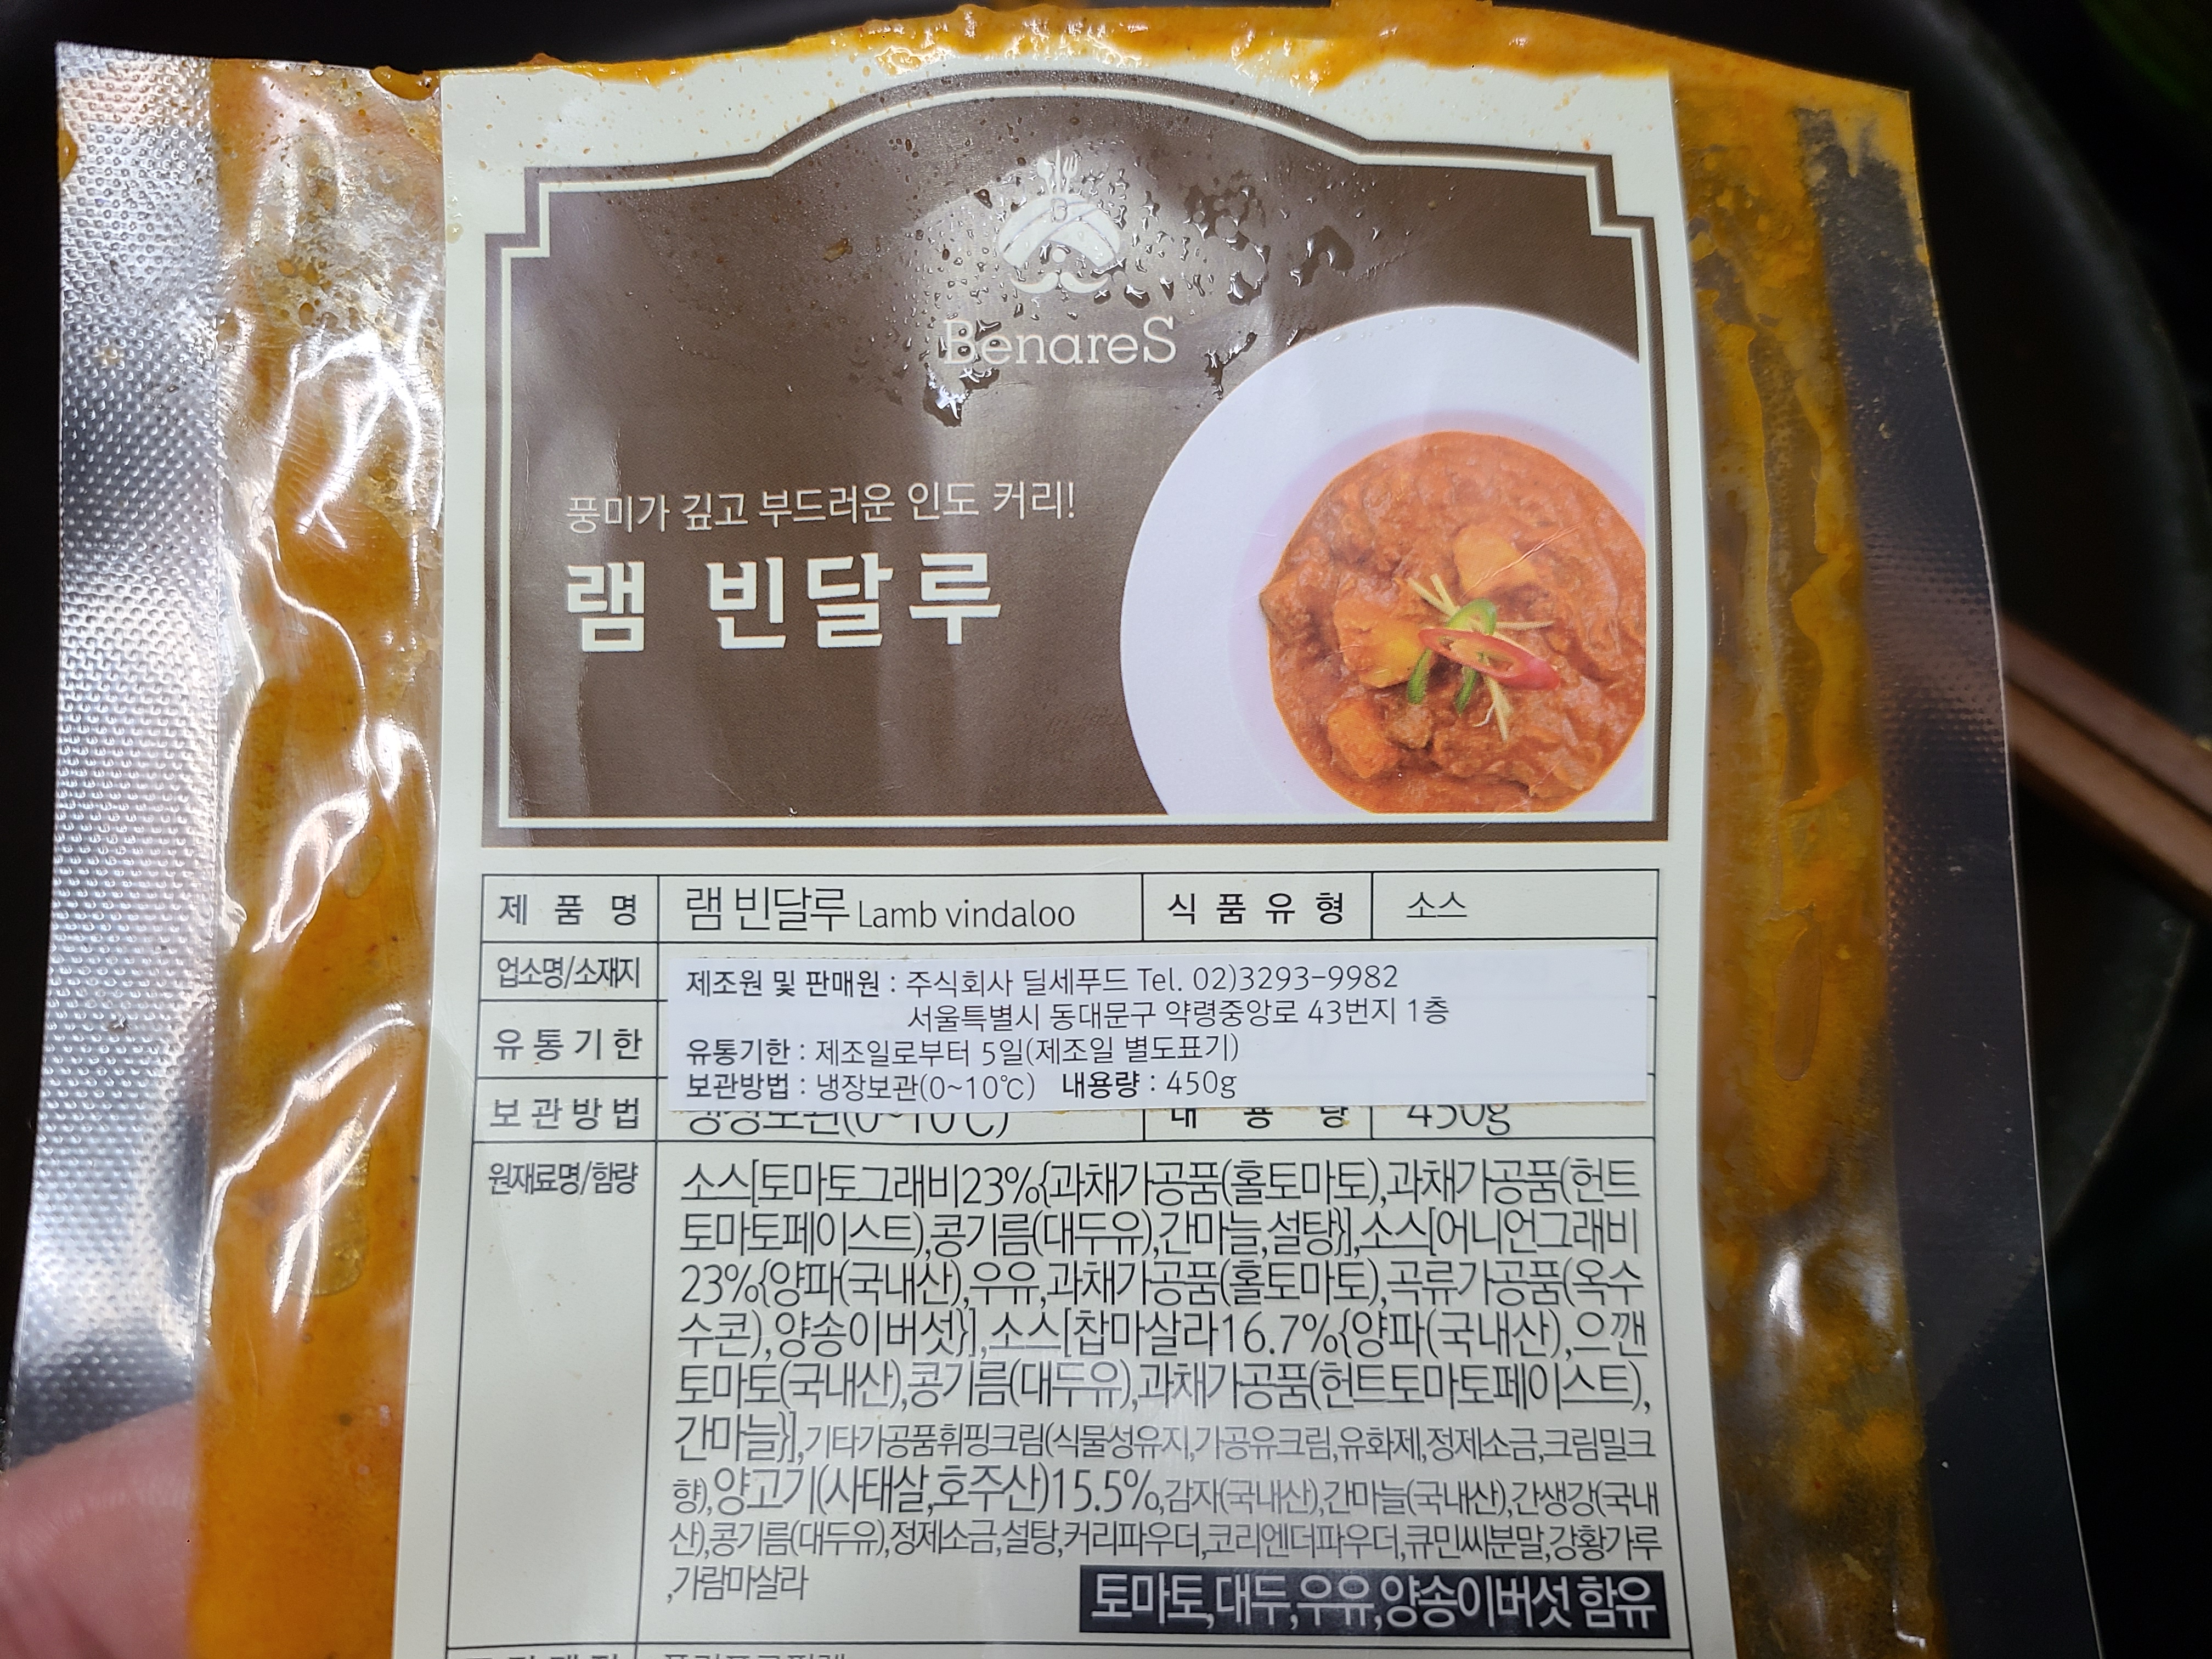 BenareS
풍미가 깊고 부드러운 인도 커리!
램 빈달루
제 품 명 램 빈달루 Lamb vindaloo 식 품 유 형 소스
업소명/소재지 제조원 및 판매원 : 주식회사 딜세푸드 Tel. 02)3293-9982
서울특별시 동대문구 약령중앙로 43번지 1층
유 통 기 한 유통기한 : 제조일로부터 5일(제조일 별도표기)
보관방법 : 냉장보관(0~10℃) 내용량 : 450g
보 관 방 법 냉장보관(0~10℃) 내 용 량 450g
원재료명/함량 소스[토마토그래비23%{과채가공품(홀토마토),과채가공품(헌트
토마토페이스트),콩기름(대두유),간마늘,설탕}],소스[어니언그래비
23%{양파(국내산),우유,과채가공품(홀토마토),곡류가공품(옥수
수콘),양송이버섯}],소스[찹마살라16.7%{양파(국내산),으깬
토마토(국내산),콩기름(대두유),과채가공품(헌트토마토페이스트),
간마늘}],기타가공품휘핑크림(식물성유지,가공유크림,유화제,정제소금,크림밀크
향),양고기(사태살,호주산)15.5%,감자(국내산),간마늘(국내산),간생강(국내
산),콩기름(대두유),정제소금,설탕,커리파우더,코리엔더파우더,큐민씨분말,강황가루
,가람마살라
토마토,대두,우유,양송이버섯 함유